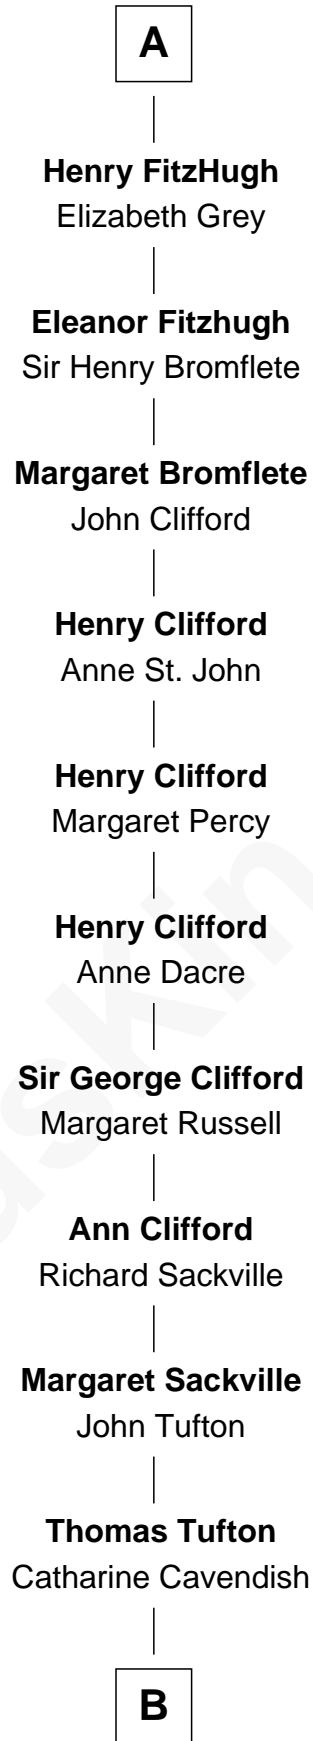 A
Henry FitzHugh
Elizabeth Grey
Eleanor Fitzhugh
Sir Henry Bromflete
Margaret Bromflete
John Clifford
Henry Clifford
Anne St. John
Henry Clifford
Margaret Percy
Henry Clifford
Anne Dacre
Sir George Clifford
Margaret Russell
Ann Clifford
Richard Sackville
Margaret Sackville
John Tufton
Thomas Tufton
Catharine Cavendish
B